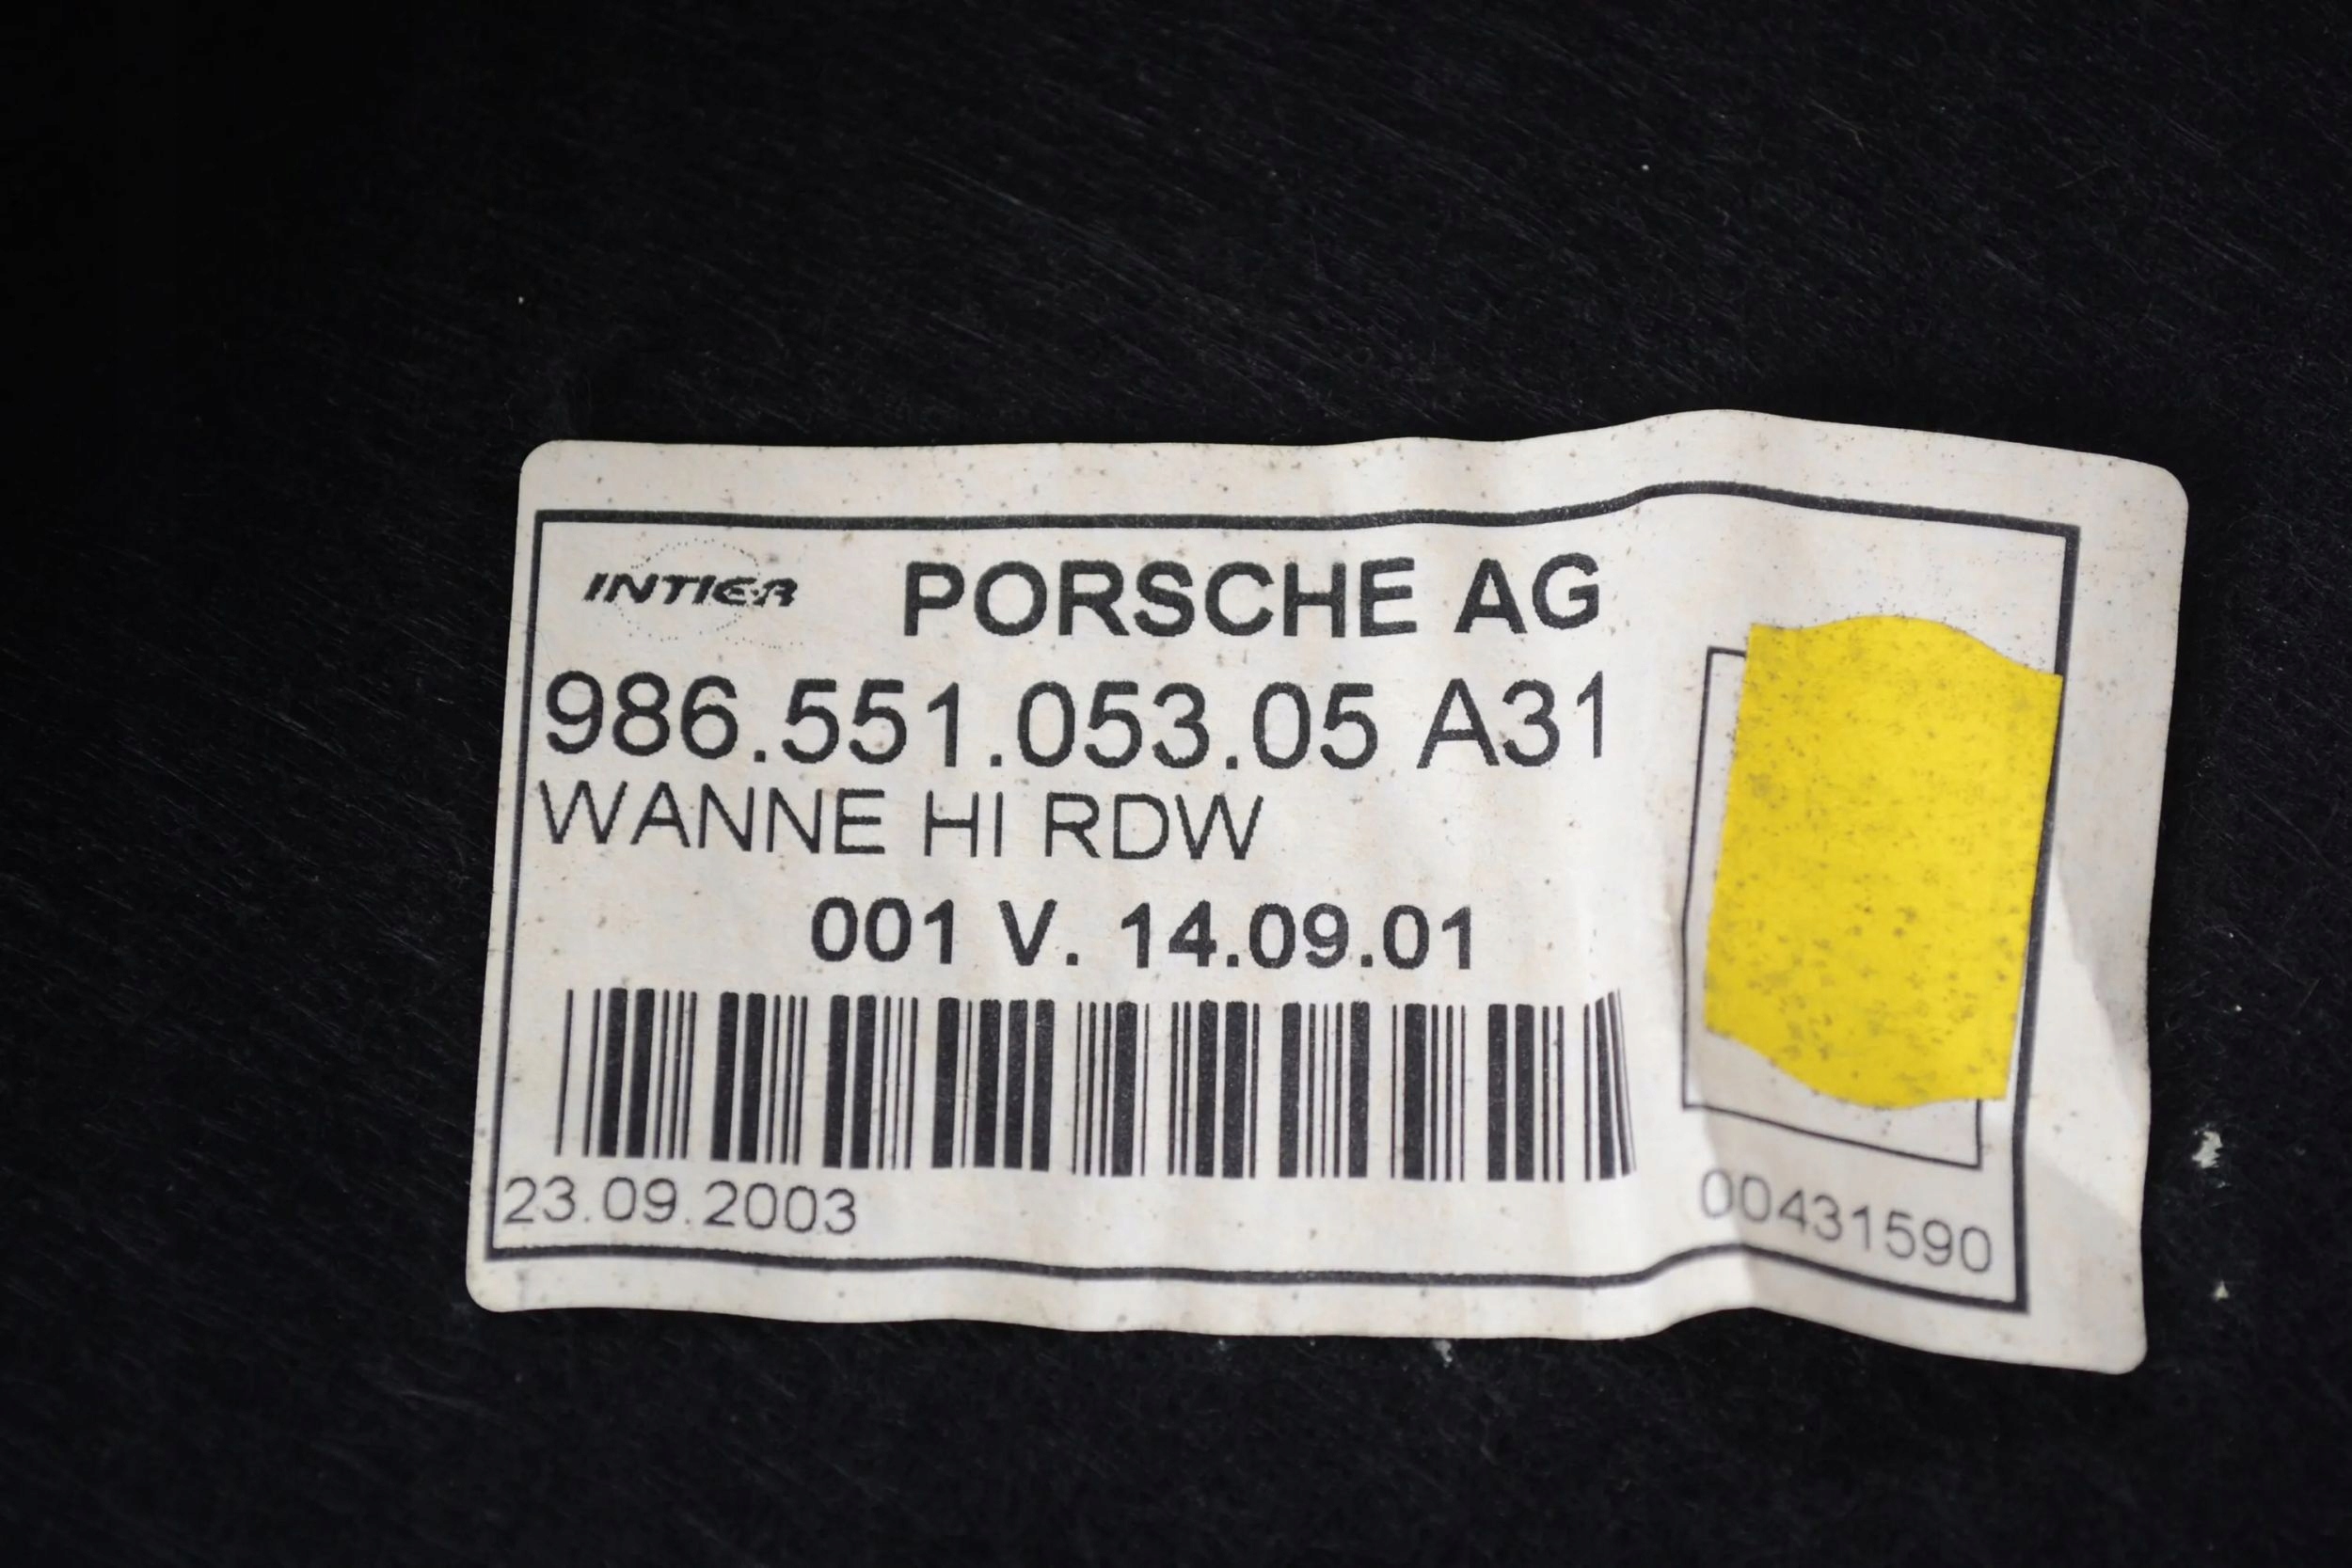 INTIER PORSCHE AG
986.551.053.05 A31
WANNE HI RDW
001 V. 14.09.01
23.09.2003 00431590